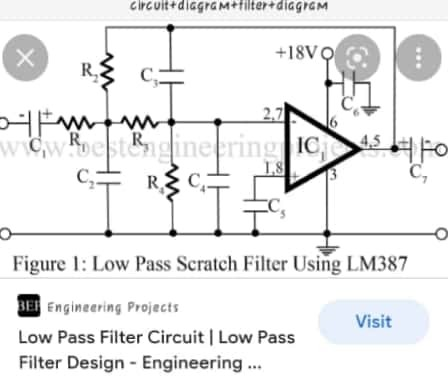 circuit+diagram+filter+diagram
+18V
R2 C3
C6
2,7 6
C1 R1 R3 IC1 4,5 C7
www.bestengineeringprojects.com
C2 R4 C4 1,8 3
C5
Figure 1: Low Pass Scratch Filter Using LM387
BEP Engineering Projects
Visit
Low Pass Filter Circuit | Low Pass
Filter Design - Engineering ...